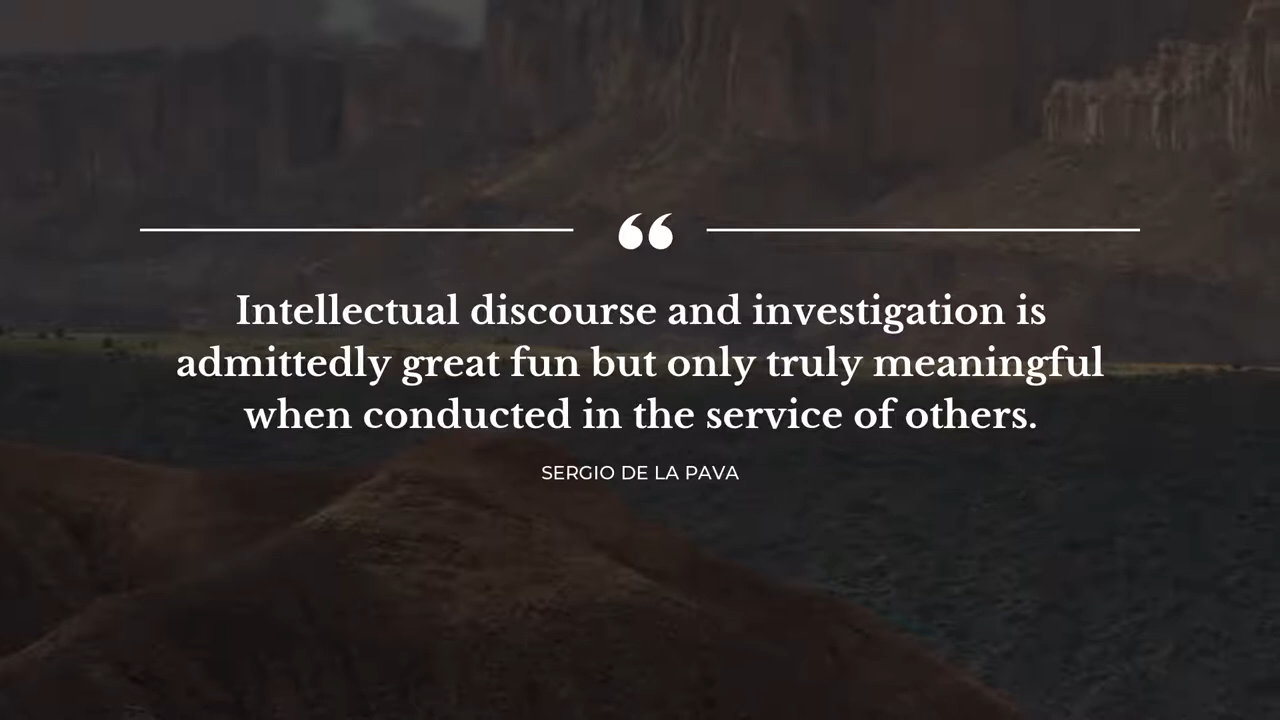 “
Intellectual discourse and investigation is
admittedly great fun but only truly meaningful
when conducted in the service of others.
SERGIO DE LA PAVA